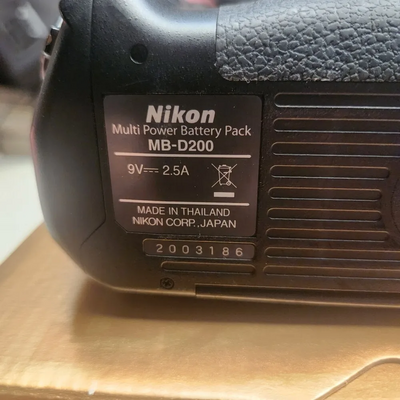 Nikon
Multi Power Battery Pack
MB-D200
9V⎓ 2.5A
MADE IN THAILAND
NIKON CORP.,JAPAN
2003186